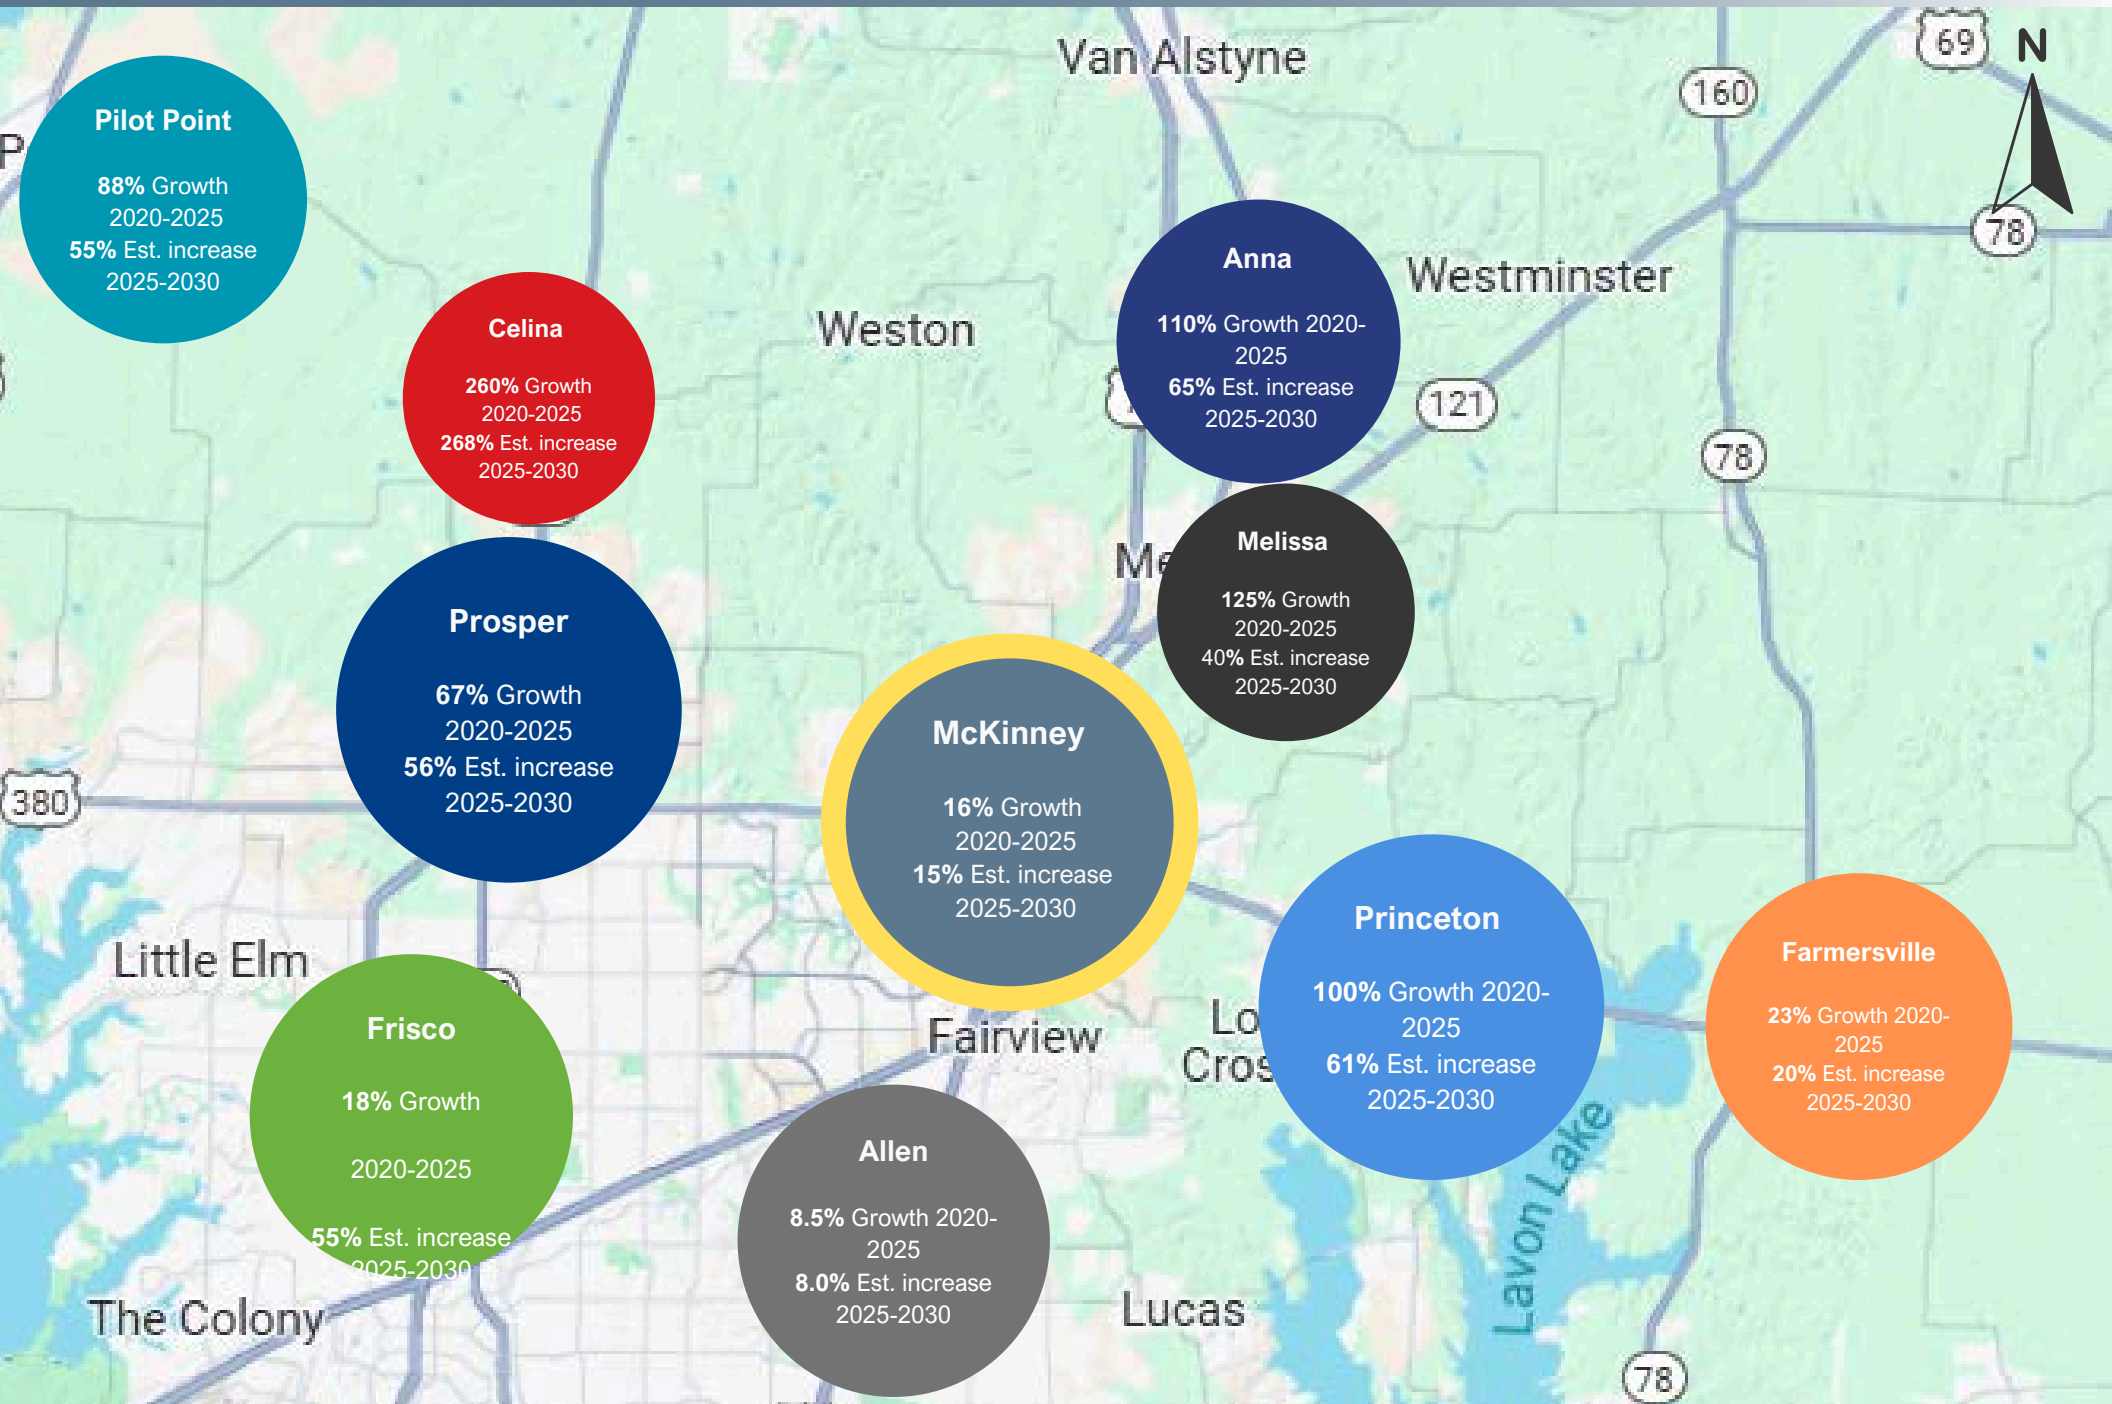 Van Alstyne
69
N
160
Pilot Point
88% Growth
2020-2025
55% Est. increase
2025-2030
78
Anna
110% Growth 2020-
2025
65% Est. increase
2025-2030
Westminster
Celina
260% Growth
2020-2025
268% Est. increase
2025-2030
Weston
121
78
Melissa
125% Growth
2020-2025
40% Est. increase
2025-2030
Prosper
67% Growth
2020-2025
56% Est. increase
2025-2030
McKinney
16% Growth
2020-2025
15% Est. increase
2025-2030
380
Princeton
100% Growth 2020-
2025
61% Est. increase
2025-2030
Farmersville
23% Growth 2020-
2025
20% Est. increase
2025-2030
Little Elm
Fairview
Frisco
18% Growth
2020-2025
55% Est. increase
2025-2030
Allen
8.5% Growth 2020-
2025
8.0% Est. increase
2025-2030
Lavon Lake
The Colony
Lucas
78